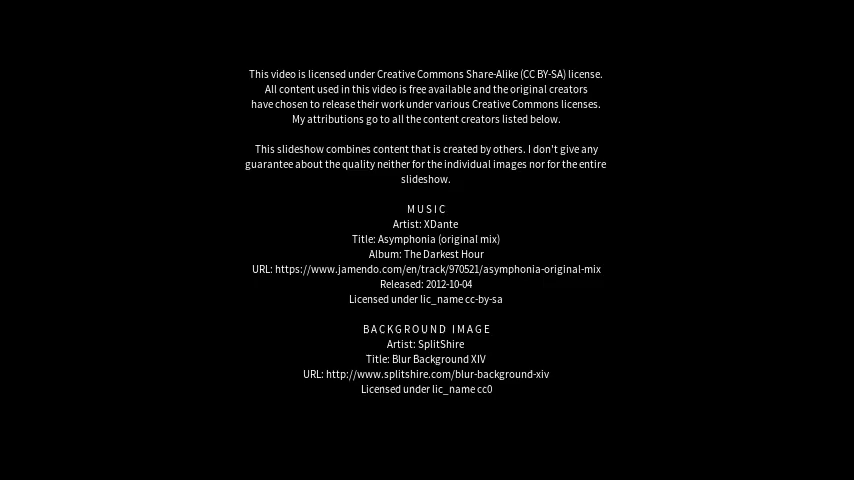 This video is licensed under Creative Commons Share-Alike (CC BY-SA) license.
All content used in this video is free available and the original creators
have chosen to release their work under various Creative Commons licenses.
My attributions go to all the content creators listed below.
This slideshow combines content that is created by others. I don't give any
guarantee about the quality neither for the individual images nor for the entire
slideshow.
MUSIC
Artist: XDante
Title: Asymphonia (original mix)
Album: The Darkest Hour
URL: https://www.jamendo.com/en/track/970521/asymphonia-original-mix
Released: 2012-10-04
Licensed under lic_name cc-by-sa
BACKGROUND IMAGE
Artist: SplitShire
Title: Blur Background XIV
URL: http://www.splitshire.com/blur-background-xiv
Licensed under lic_name cc0